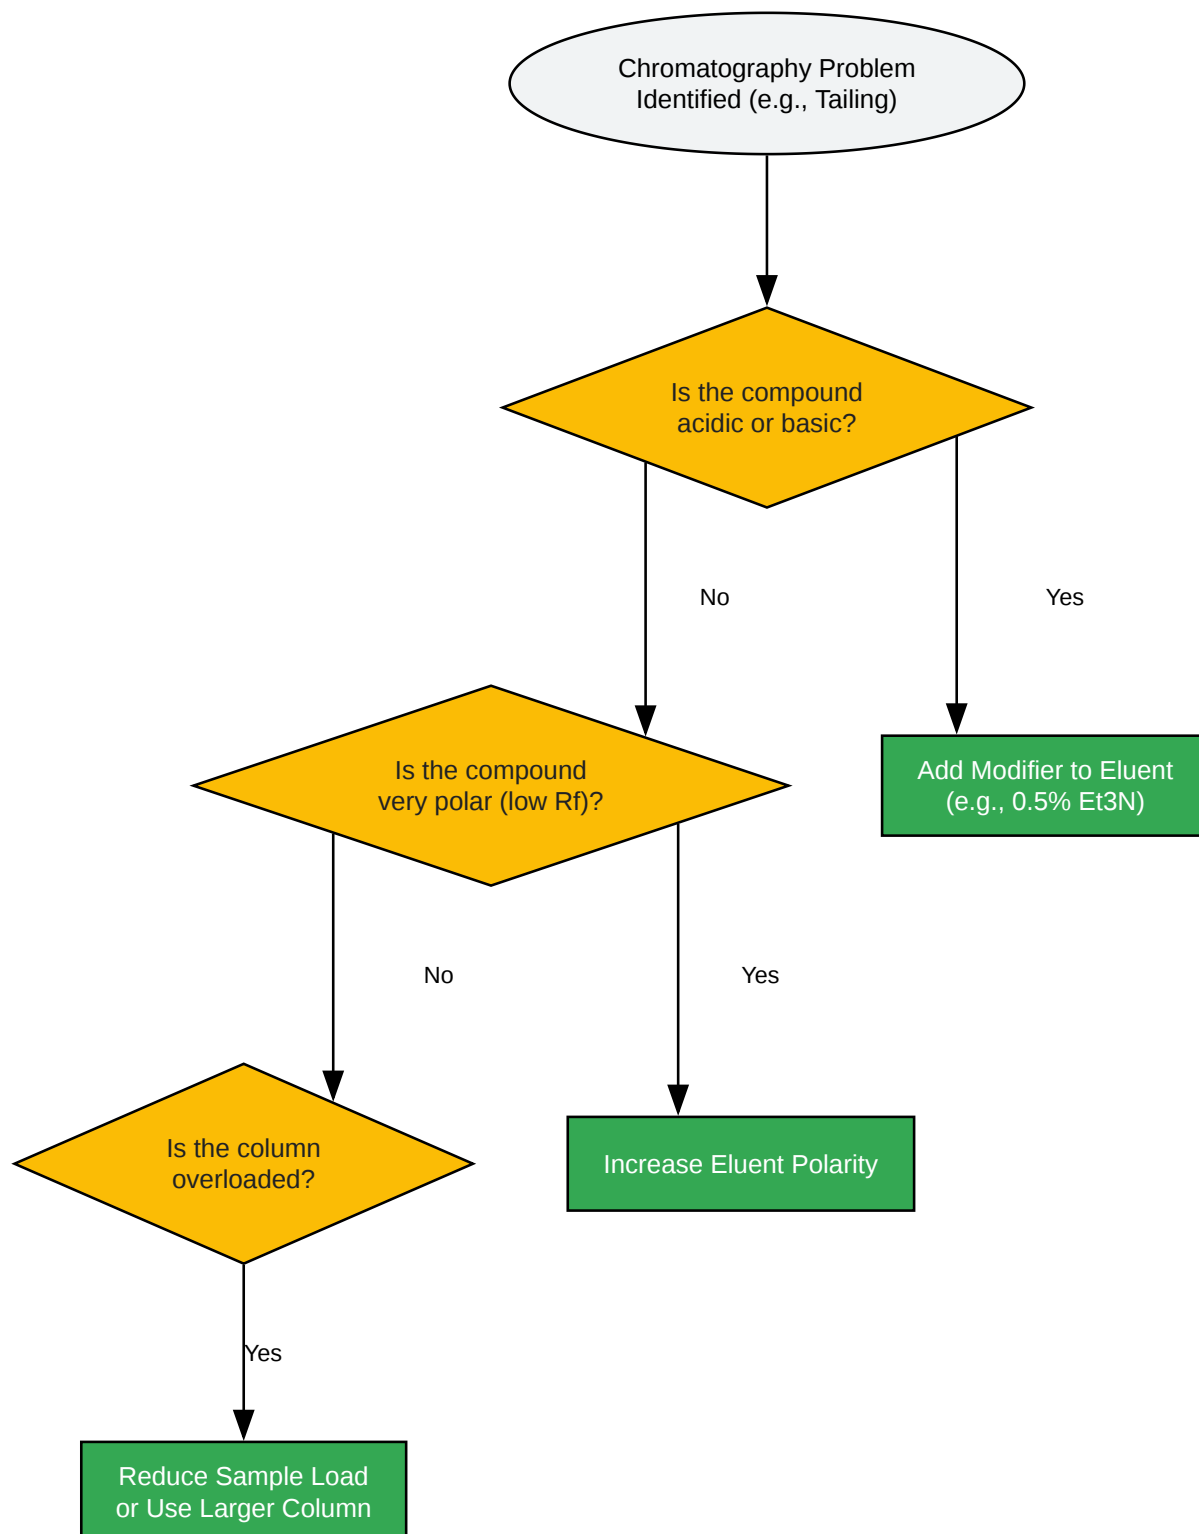 Chromatography Problem
Identified (e.g., Tailing)
Is the compound
acidic or basic?
No
Yes
Is the compound
very polar (low Rf)?
Add Modifier to Eluent
(e.g., 0.5% Et3N)
No
Yes
Is the column
overloaded?
Increase Eluent Polarity
Yes
Reduce Sample Load
or Use Larger Column